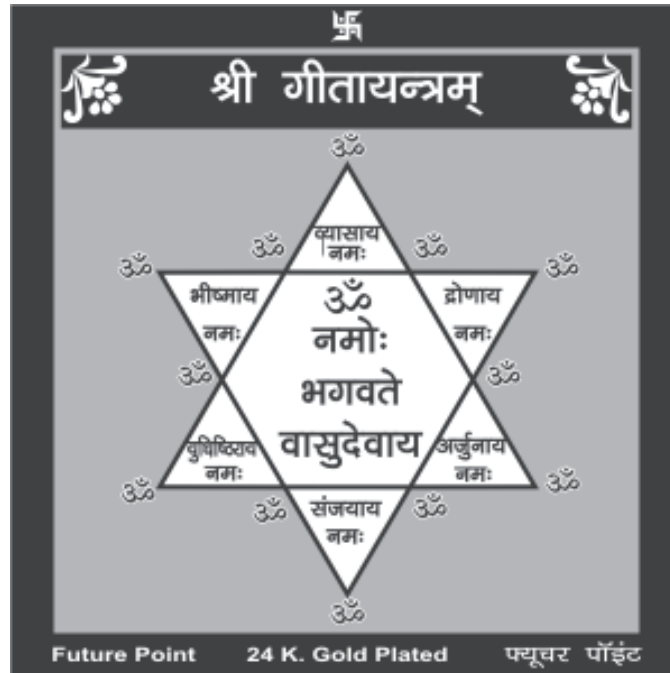 श्री गीतायन्त्रम्
ॐ
ॐ
ॐ
व्यासाय
नमः
ॐ
ॐ
ॐ
भीष्माय
नमः
ॐ
नमोः
भगवते
वासुदेवाय
द्रोणाय
नमः
ॐ
ॐ
युधिष्ठिराय
नमः
अर्जुनाय
नमः
ॐ
ॐ
ॐ
संजयाय
नमः
ॐ
ॐ
Future Point 24 K. Gold Plated फ्यूचर पॉइंट